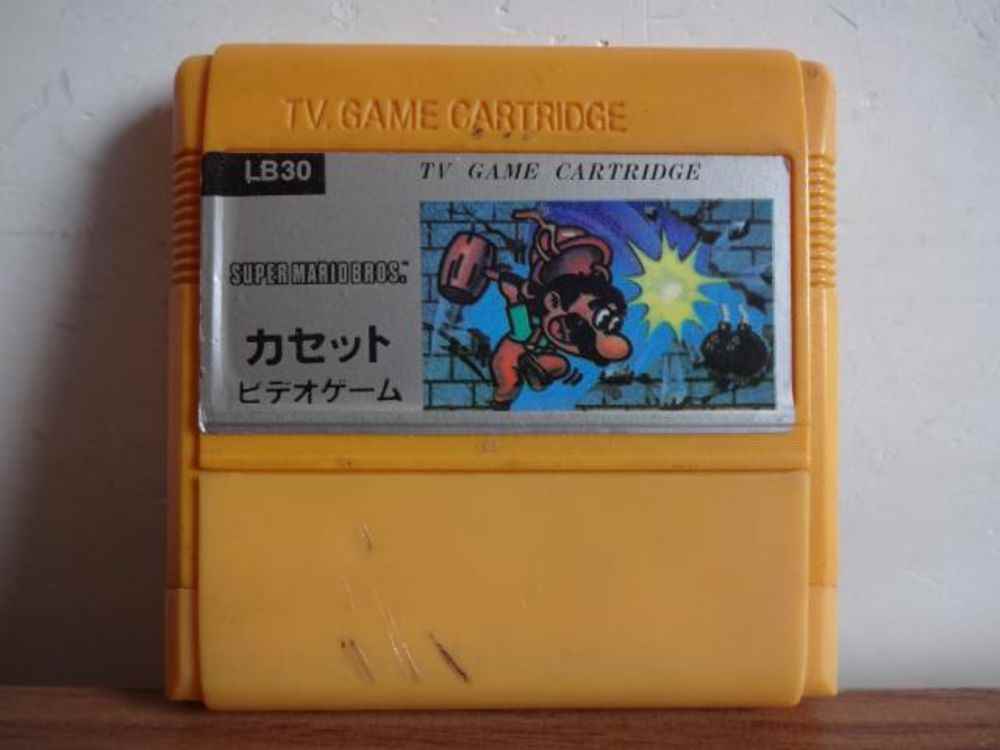 TV. GAME CARTRIDGE
LB30
TV GAME CARTRIDGE
SUPER MARIO BROS.™
カセット
ビデオゲーム